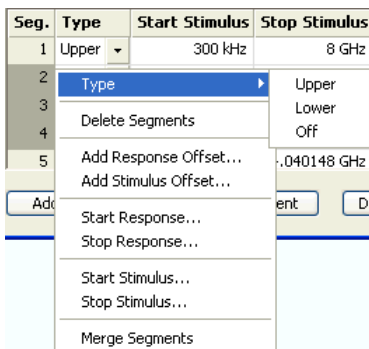 Seg. Type Start Stimulus Stop Stimulus
1 Upper 300 kHz 8 GHz
2 Type Upper
Lower
3 Delete Segments
4 Off
5 Add Response Offset... .040148 GHz
Add Stimulus Offset...
Start Response...
Stop Response...
Start Stimulus...
Stop Stimulus...
Merge Segments